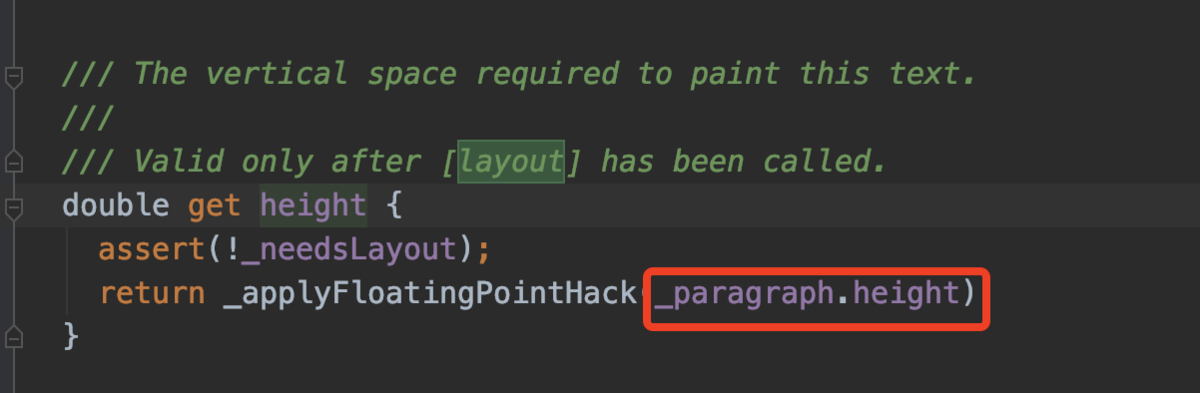 /// The vertical space required to paint this text.
///
/// Valid only after [layout] has been called.
double get height {
assert(!_needsLayout);
return _applyFloatingPointHack(_paragraph.height)
}